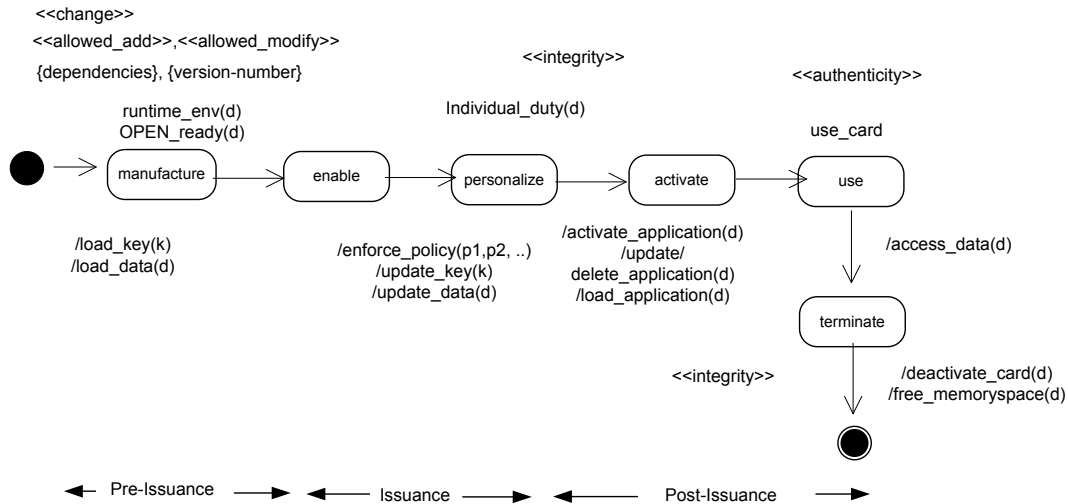 <<change>>
<<allowed_add>>,<<allowed_modify>>
{dependencies}, {version-number}
<<integrity>>
<<authenticity>>
runtime_env(d)
OPEN_ready(d)
Individual_duty(d)
use_card
manufacture
enable
personalize
activate
use
/load_key(k)
/load_data(d)
/enforce_policy(p1,p2, ..)
/update_key(k)
/update_data(d)
/activate_application(d)
/update/
delete_application(d)
/load_application(d)
/access_data(d)
terminate
<<integrity>>
/deactivate_card(d)
/free_memoryspace(d)
Pre-Issuance
Issuance
Post-Issuance